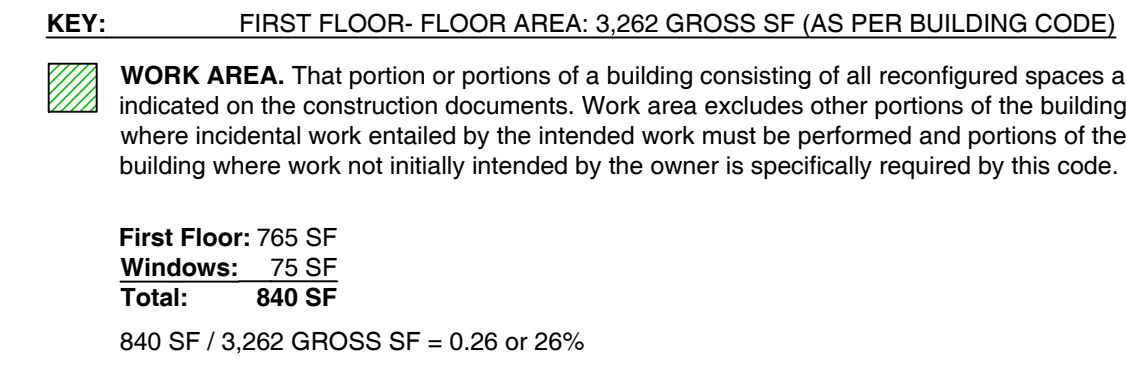 KEY: FIRST FLOOR- FLOOR AREA: 3,262 GROSS SF (AS PER BUILDING CODE)
WORK AREA. That portion or portions of a building consisting of all reconfigured spaces a
indicated on the construction documents. Work area excludes other portions of the building
where incidental work entailed by the intended work must be performed and portions of the
building where work not initially intended by the owner is specifically required by this code.
First Floor: 765 SF
Windows: 75 SF
Total: 840 SF
840 SF / 3,262 GROSS SF = 0.26 or 26%